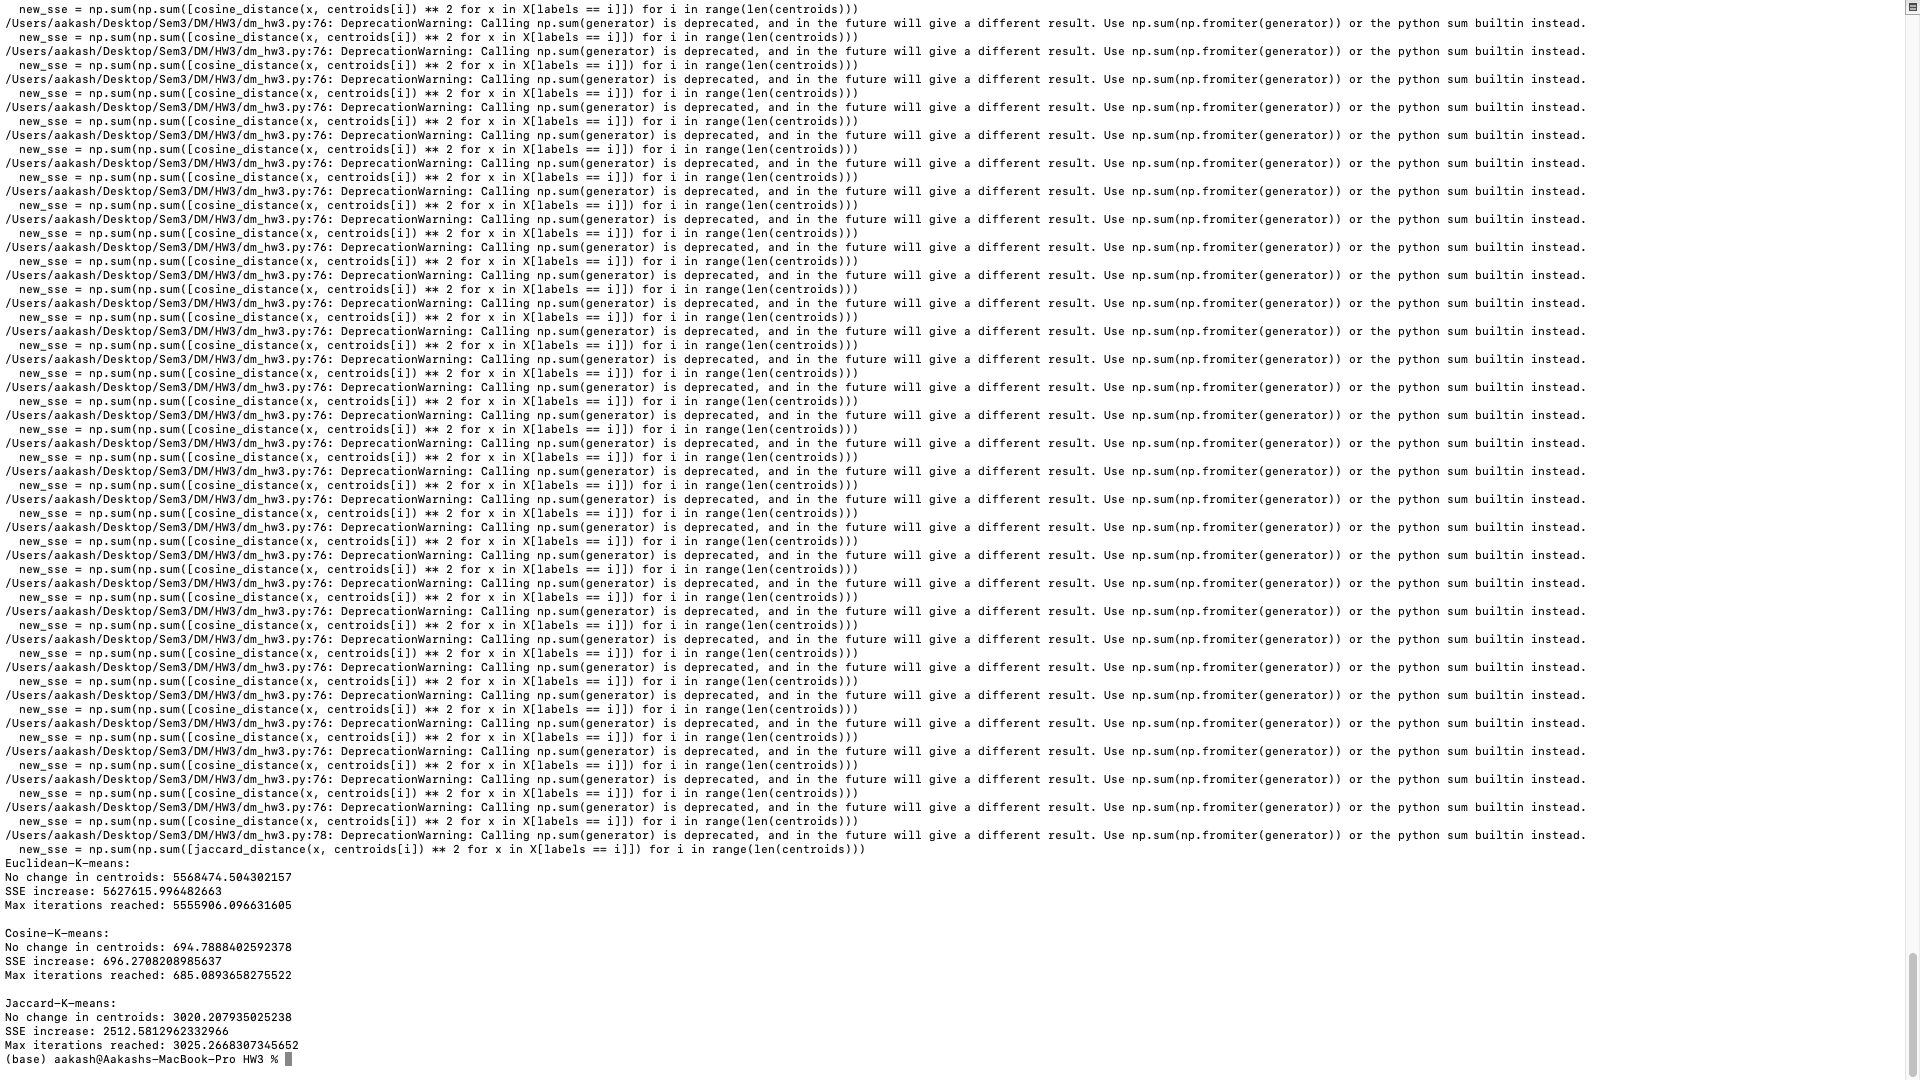 new_sse = np.sum(np.sum([cosine_distance(x, centroids[i]) ** 2 for x in X[labels == i]]) for i in range(len(centroids)))
/Users/aakash/Desktop/Sem3/DM/HW3/dm_hw3.py:76: DeprecationWarning: Calling np.sum(generator) is deprecated, and in the future will give a different result. Use np.sum(np.fromiter(generator)) or the python sum builtin instead.
  new_sse = np.sum(np.sum([cosine_distance(x, centroids[i]) ** 2 for x in X[labels == i]]) for i in range(len(centroids)))
/Users/aakash/Desktop/Sem3/DM/HW3/dm_hw3.py:76: DeprecationWarning: Calling np.sum(generator) is deprecated, and in the future will give a different result. Use np.sum(np.fromiter(generator)) or the python sum builtin instead.
  new_sse = np.sum(np.sum([cosine_distance(x, centroids[i]) ** 2 for x in X[labels == i]]) for i in range(len(centroids)))
/Users/aakash/Desktop/Sem3/DM/HW3/dm_hw3.py:76: DeprecationWarning: Calling np.sum(generator) is deprecated, and in the future will give a different result. Use np.sum(np.fromiter(generator)) or the python sum builtin instead.
  new_sse = np.sum(np.sum([cosine_distance(x, centroids[i]) ** 2 for x in X[labels == i]]) for i in range(len(centroids)))
/Users/aakash/Desktop/Sem3/DM/HW3/dm_hw3.py:76: DeprecationWarning: Calling np.sum(generator) is deprecated, and in the future will give a different result. Use np.sum(np.fromiter(generator)) or the python sum builtin instead.
  new_sse = np.sum(np.sum([cosine_distance(x, centroids[i]) ** 2 for x in X[labels == i]]) for i in range(len(centroids)))
/Users/aakash/Desktop/Sem3/DM/HW3/dm_hw3.py:76: DeprecationWarning: Calling np.sum(generator) is deprecated, and in the future will give a different result. Use np.sum(np.fromiter(generator)) or the python sum builtin instead.
  new_sse = np.sum(np.sum([cosine_distance(x, centroids[i]) ** 2 for x in X[labels == i]]) for i in range(len(centroids)))
/Users/aakash/Desktop/Sem3/DM/HW3/dm_hw3.py:76: DeprecationWarning: Calling np.sum(generator) is deprecated, and in the future will give a different result. Use np.sum(np.fromiter(generator)) or the python sum builtin instead.
  new_sse = np.sum(np.sum([cosine_distance(x, centroids[i]) ** 2 for x in X[labels == i]]) for i in range(len(centroids)))
/Users/aakash/Desktop/Sem3/DM/HW3/dm_hw3.py:76: DeprecationWarning: Calling np.sum(generator) is deprecated, and in the future will give a different result. Use np.sum(np.fromiter(generator)) or the python sum builtin instead.
  new_sse = np.sum(np.sum([cosine_distance(x, centroids[i]) ** 2 for x in X[labels == i]]) for i in range(len(centroids)))
/Users/aakash/Desktop/Sem3/DM/HW3/dm_hw3.py:76: DeprecationWarning: Calling np.sum(generator) is deprecated, and in the future will give a different result. Use np.sum(np.fromiter(generator)) or the python sum builtin instead.
  new_sse = np.sum(np.sum([cosine_distance(x, centroids[i]) ** 2 for x in X[labels == i]]) for i in range(len(centroids)))
/Users/aakash/Desktop/Sem3/DM/HW3/dm_hw3.py:76: DeprecationWarning: Calling np.sum(generator) is deprecated, and in the future will give a different result. Use np.sum(np.fromiter(generator)) or the python sum builtin instead.
  new_sse = np.sum(np.sum([cosine_distance(x, centroids[i]) ** 2 for x in X[labels == i]]) for i in range(len(centroids)))
/Users/aakash/Desktop/Sem3/DM/HW3/dm_hw3.py:76: DeprecationWarning: Calling np.sum(generator) is deprecated, and in the future will give a different result. Use np.sum(np.fromiter(generator)) or the python sum builtin instead.
  new_sse = np.sum(np.sum([cosine_distance(x, centroids[i]) ** 2 for x in X[labels == i]]) for i in range(len(centroids)))
/Users/aakash/Desktop/Sem3/DM/HW3/dm_hw3.py:76: DeprecationWarning: Calling np.sum(generator) is deprecated, and in the future will give a different result. Use np.sum(np.fromiter(generator)) or the python sum builtin instead.
  new_sse = np.sum(np.sum([cosine_distance(x, centroids[i]) ** 2 for x in X[labels == i]]) for i in range(len(centroids)))
/Users/aakash/Desktop/Sem3/DM/HW3/dm_hw3.py:76: DeprecationWarning: Calling np.sum(generator) is deprecated, and in the future will give a different result. Use np.sum(np.fromiter(generator)) or the python sum builtin instead.
  new_sse = np.sum(np.sum([cosine_distance(x, centroids[i]) ** 2 for x in X[labels == i]]) for i in range(len(centroids)))
/Users/aakash/Desktop/Sem3/DM/HW3/dm_hw3.py:76: DeprecationWarning: Calling np.sum(generator) is deprecated, and in the future will give a different result. Use np.sum(np.fromiter(generator)) or the python sum builtin instead.
  new_sse = np.sum(np.sum([cosine_distance(x, centroids[i]) ** 2 for x in X[labels == i]]) for i in range(len(centroids)))
/Users/aakash/Desktop/Sem3/DM/HW3/dm_hw3.py:76: DeprecationWarning: Calling np.sum(generator) is deprecated, and in the future will give a different result. Use np.sum(np.fromiter(generator)) or the python sum builtin instead.
  new_sse = np.sum(np.sum([cosine_distance(x, centroids[i]) ** 2 for x in X[labels == i]]) for i in range(len(centroids)))
/Users/aakash/Desktop/Sem3/DM/HW3/dm_hw3.py:76: DeprecationWarning: Calling np.sum(generator) is deprecated, and in the future will give a different result. Use np.sum(np.fromiter(generator)) or the python sum builtin instead.
  new_sse = np.sum(np.sum([cosine_distance(x, centroids[i]) ** 2 for x in X[labels == i]]) for i in range(len(centroids)))
/Users/aakash/Desktop/Sem3/DM/HW3/dm_hw3.py:76: DeprecationWarning: Calling np.sum(generator) is deprecated, and in the future will give a different result. Use np.sum(np.fromiter(generator)) or the python sum builtin instead.
  new_sse = np.sum(np.sum([cosine_distance(x, centroids[i]) ** 2 for x in X[labels == i]]) for i in range(len(centroids)))
/Users/aakash/Desktop/Sem3/DM/HW3/dm_hw3.py:76: DeprecationWarning: Calling np.sum(generator) is deprecated, and in the future will give a different result. Use np.sum(np.fromiter(generator)) or the python sum builtin instead.
  new_sse = np.sum(np.sum([cosine_distance(x, centroids[i]) ** 2 for x in X[labels == i]]) for i in range(len(centroids)))
/Users/aakash/Desktop/Sem3/DM/HW3/dm_hw3.py:76: DeprecationWarning: Calling np.sum(generator) is deprecated, and in the future will give a different result. Use np.sum(np.fromiter(generator)) or the python sum builtin instead.
  new_sse = np.sum(np.sum([cosine_distance(x, centroids[i]) ** 2 for x in X[labels == i]]) for i in range(len(centroids)))
/Users/aakash/Desktop/Sem3/DM/HW3/dm_hw3.py:76: DeprecationWarning: Calling np.sum(generator) is deprecated, and in the future will give a different result. Use np.sum(np.fromiter(generator)) or the python sum builtin instead.
  new_sse = np.sum(np.sum([cosine_distance(x, centroids[i]) ** 2 for x in X[labels == i]]) for i in range(len(centroids)))
/Users/aakash/Desktop/Sem3/DM/HW3/dm_hw3.py:76: DeprecationWarning: Calling np.sum(generator) is deprecated, and in the future will give a different result. Use np.sum(np.fromiter(generator)) or the python sum builtin instead.
  new_sse = np.sum(np.sum([cosine_distance(x, centroids[i]) ** 2 for x in X[labels == i]]) for i in range(len(centroids)))
/Users/aakash/Desktop/Sem3/DM/HW3/dm_hw3.py:76: DeprecationWarning: Calling np.sum(generator) is deprecated, and in the future will give a different result. Use np.sum(np.fromiter(generator)) or the python sum builtin instead.
  new_sse = np.sum(np.sum([cosine_distance(x, centroids[i]) ** 2 for x in X[labels == i]]) for i in range(len(centroids)))
/Users/aakash/Desktop/Sem3/DM/HW3/dm_hw3.py:76: DeprecationWarning: Calling np.sum(generator) is deprecated, and in the future will give a different result. Use np.sum(np.fromiter(generator)) or the python sum builtin instead.
  new_sse = np.sum(np.sum([cosine_distance(x, centroids[i]) ** 2 for x in X[labels == i]]) for i in range(len(centroids)))
/Users/aakash/Desktop/Sem3/DM/HW3/dm_hw3.py:76: DeprecationWarning: Calling np.sum(generator) is deprecated, and in the future will give a different result. Use np.sum(np.fromiter(generator)) or the python sum builtin instead.
  new_sse = np.sum(np.sum([cosine_distance(x, centroids[i]) ** 2 for x in X[labels == i]]) for i in range(len(centroids)))
/Users/aakash/Desktop/Sem3/DM/HW3/dm_hw3.py:76: DeprecationWarning: Calling np.sum(generator) is deprecated, and in the future will give a different result. Use np.sum(np.fromiter(generator)) or the python sum builtin instead.
  new_sse = np.sum(np.sum([cosine_distance(x, centroids[i]) ** 2 for x in X[labels == i]]) for i in range(len(centroids)))
/Users/aakash/Desktop/Sem3/DM/HW3/dm_hw3.py:76: DeprecationWarning: Calling np.sum(generator) is deprecated, and in the future will give a different result. Use np.sum(np.fromiter(generator)) or the python sum builtin instead.
  new_sse = np.sum(np.sum([cosine_distance(x, centroids[i]) ** 2 for x in X[labels == i]]) for i in range(len(centroids)))
/Users/aakash/Desktop/Sem3/DM/HW3/dm_hw3.py:76: DeprecationWarning: Calling np.sum(generator) is deprecated, and in the future will give a different result. Use np.sum(np.fromiter(generator)) or the python sum builtin instead.
  new_sse = np.sum(np.sum([cosine_distance(x, centroids[i]) ** 2 for x in X[labels == i]]) for i in range(len(centroids)))
/Users/aakash/Desktop/Sem3/DM/HW3/dm_hw3.py:76: DeprecationWarning: Calling np.sum(generator) is deprecated, and in the future will give a different result. Use np.sum(np.fromiter(generator)) or the python sum builtin instead.
  new_sse = np.sum(np.sum([cosine_distance(x, centroids[i]) ** 2 for x in X[labels == i]]) for i in range(len(centroids)))
/Users/aakash/Desktop/Sem3/DM/HW3/dm_hw3.py:76: DeprecationWarning: Calling np.sum(generator) is deprecated, and in the future will give a different result. Use np.sum(np.fromiter(generator)) or the python sum builtin instead.
  new_sse = np.sum(np.sum([cosine_distance(x, centroids[i]) ** 2 for x in X[labels == i]]) for i in range(len(centroids)))
/Users/aakash/Desktop/Sem3/DM/HW3/dm_hw3.py:76: DeprecationWarning: Calling np.sum(generator) is deprecated, and in the future will give a different result. Use np.sum(np.fromiter(generator)) or the python sum builtin instead.
  new_sse = np.sum(np.sum([cosine_distance(x, centroids[i]) ** 2 for x in X[labels == i]]) for i in range(len(centroids)))
/Users/aakash/Desktop/Sem3/DM/HW3/dm_hw3.py:78: DeprecationWarning: Calling np.sum(generator) is deprecated, and in the future will give a different result. Use np.sum(np.fromiter(generator)) or the python sum builtin instead.
  new_sse = np.sum(np.sum([jaccard_distance(x, centroids[i]) ** 2 for x in X[labels == i]]) for i in range(len(centroids)))
Euclidean-K-means:
No change in centroids: 5568474.504302157
SSE increase: 5627615.996482663
Max iterations reached: 5555906.096631605

Cosine-K-means:
No change in centroids: 694.7888402592378
SSE increase: 696.2708208985637
Max iterations reached: 685.0893658275522

Jaccard-K-means:
No change in centroids: 3020.207935025238
SSE increase: 2512.5812962332966
Max iterations reached: 3025.2668307345652
(base) aakash@Aakashs-MacBook-Pro HW3 %